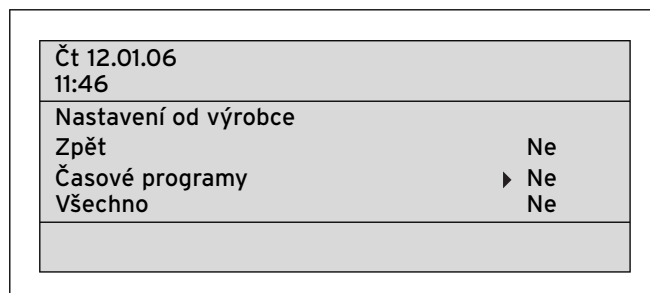 Čt 12.01.06
11:46
Nastavení od výrobce
Zpět Ne
Časové programy ▶ Ne
Všechno Ne